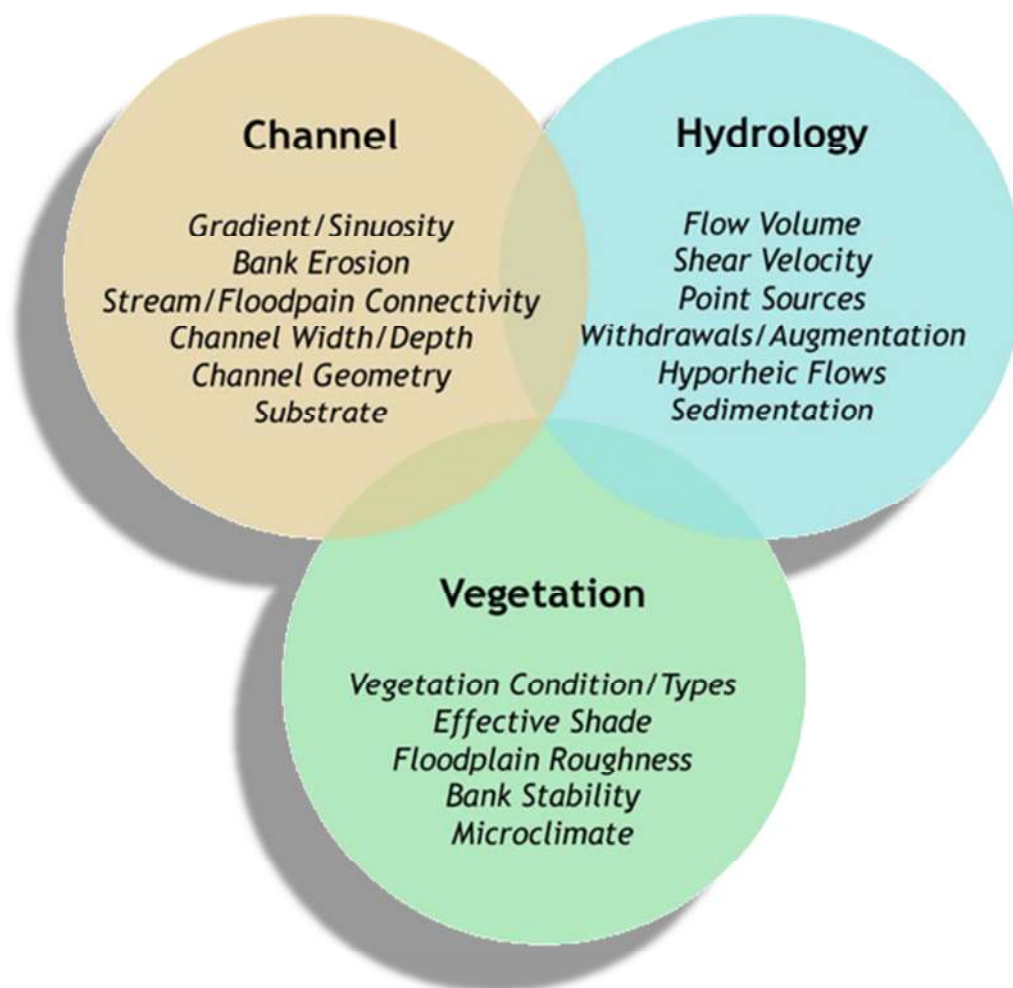 Channel
Gradient/Sinuosity
Bank Erosion
Stream/Floodpain Connectivity
Channel Width/Depth
Channel Geometry
Substrate
Hydrology
Flow Volume
Shear Velocity
Point Sources
Withdrawals/Augmentation
Hyporheic Flows
Sedimentation
Vegetation
Vegetation Condition/Types
Effective Shade
Floodplain Roughness
Bank Stability
Microclimate